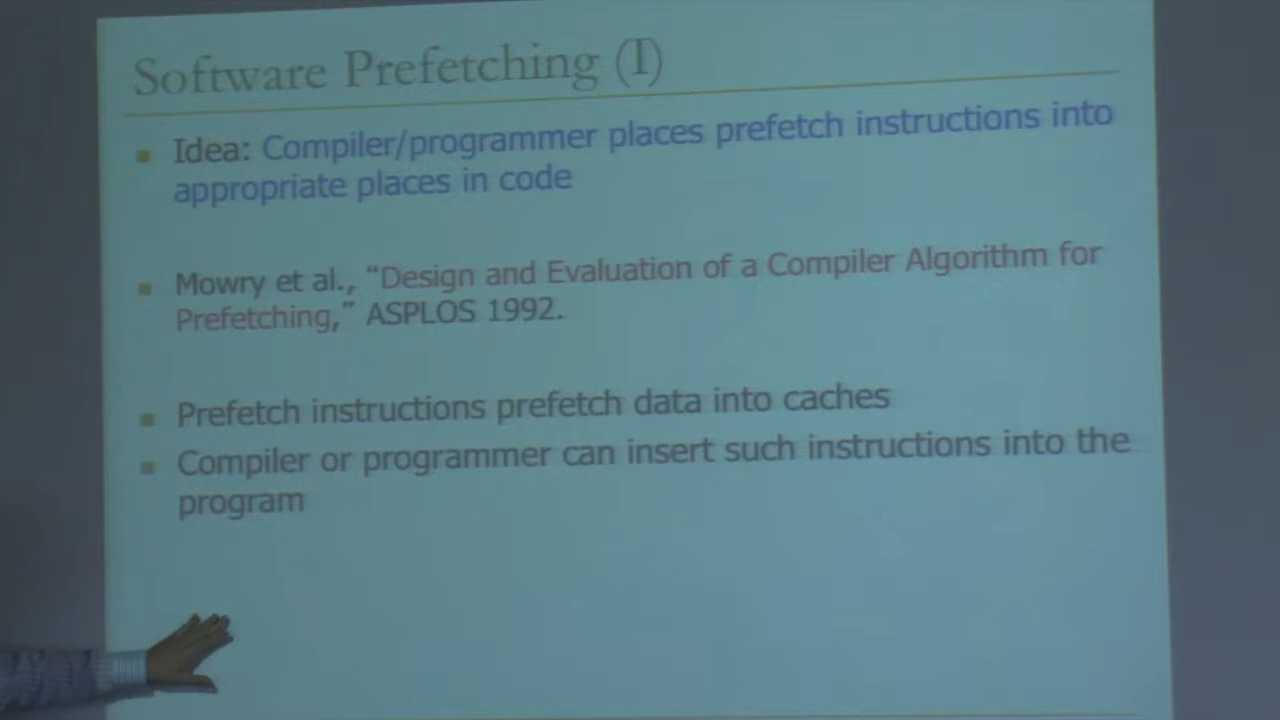 Software Prefetching (I)
Idea: Compiler/programmer places prefetch instructions into
appropriate places in code
Mowry et al., “Design and Evaluation of a Compiler Algorithm for
Prefetching,” ASPLOS 1992.
Prefetch instructions prefetch data into caches
Compiler or programmer can insert such instructions into the
program